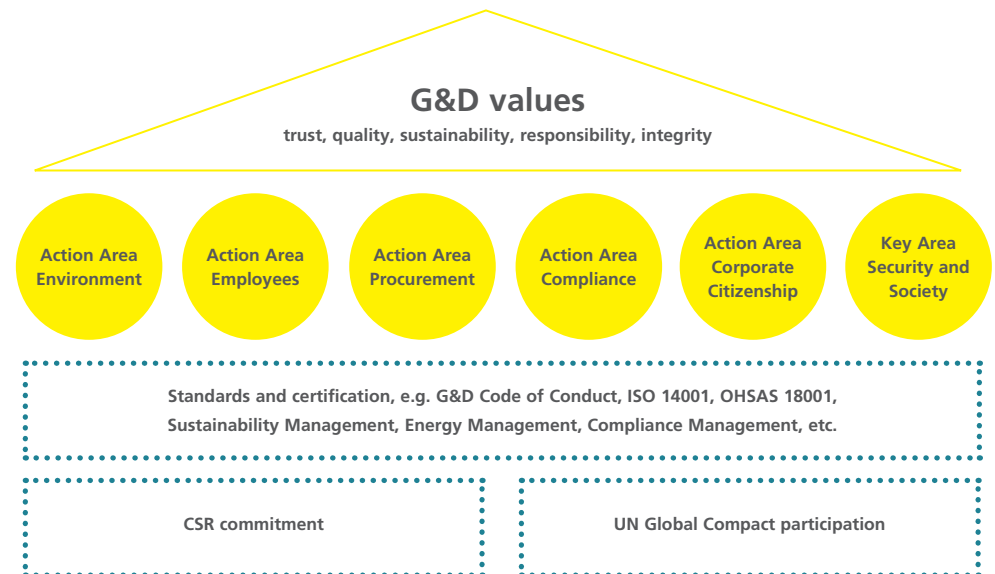 G&D values
trust, quality, sustainability, responsibility, integrity
Action Area
Environment
Action Area
Employees
Action Area
Procurement
Action Area
Compliance
Action Area
Corporate
Citizenship
Key Area
Security and
Society
Standards and certification, e.g. G&D Code of Conduct, ISO 14001, OHSAS 18001,
Sustainability Management, Energy Management, Compliance Management, etc.
CSR commitment
UN Global Compact participation